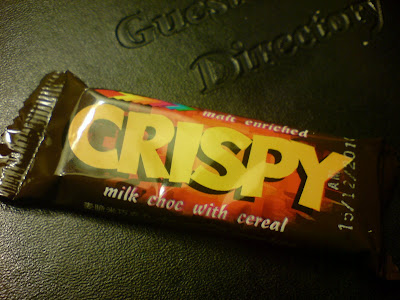 Guest
Directory
malt enriched
CRISPY
milk choc with cereal